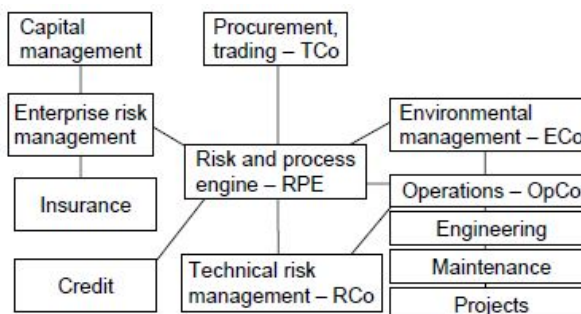 Capital
management
Procurement,
trading – TCo
Enterprise risk
management
Environmental
management – ECo
Risk and process
engine – RPE
Insurance
Operations – OpCo
Engineering
Credit
Technical risk
management – RCo
Maintenance
Projects